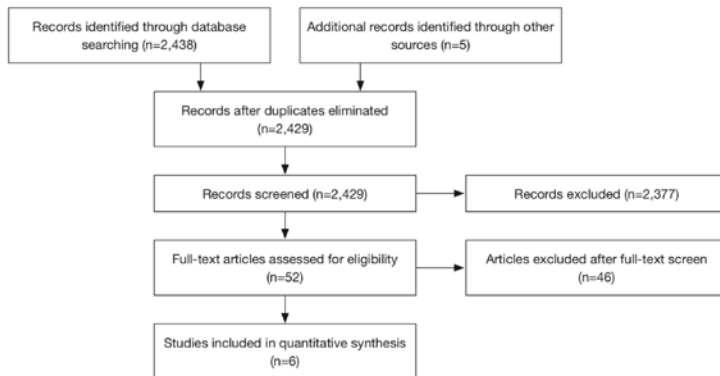 Records identified through database
searching (n=2,438)
Additional records identified through other
sources (n=5)
Records after duplicates eliminated
(n=2,429)
Records screened (n=2,429)
Records excluded (n=2,377)
Full-text articles assessed for eligibility
(n=52)
Articles excluded after full-text screen
(n=46)
Studies included in quantitative synthesis
(n=6)